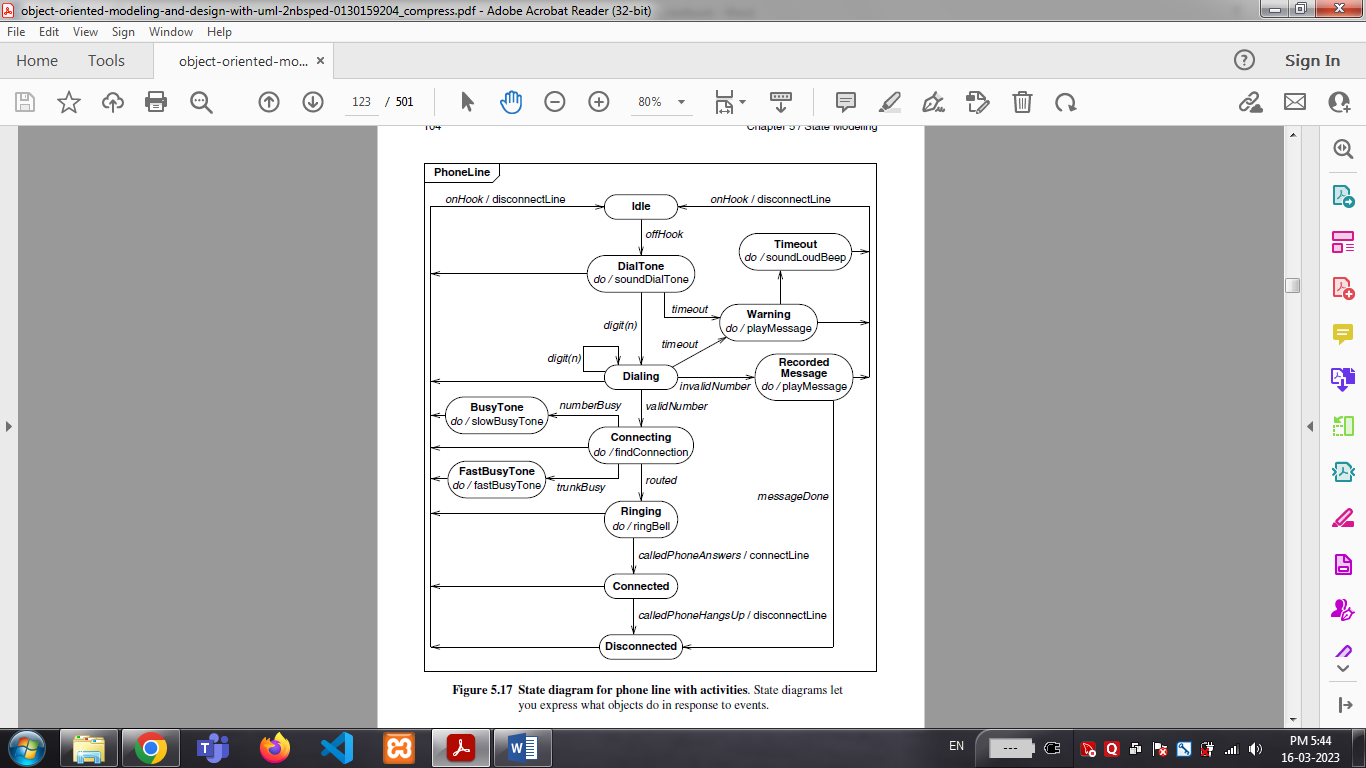 object-oriented-modeling-and-design-with-uml-2nbsped-0130159204_compress.pdf - Adobe Acrobat Reader (32-bit)
File Edit View Sign Window Help
Home Tools object-oriented-mo... × ? Sign In
123 / 501 80%
104 Chapter 5 / State Modeling
PhoneLine
onHook / disconnectLine
Idle
onHook / disconnectLine
offHook
Timeout
do / soundLoudBeep
DialTone
do / soundDialTone
timeout
Warning
do / playMessage
digit(n)
timeout
digit(n)
Dialing
invalidNumber
Recorded
Message
do / playMessage
BusyTone
do / slowBusyTone
numberBusy
validNumber
Connecting
do / findConnection
FastBusyTone
do / fastBusyTone
trunkBusy
routed
messageDone
Ringing
do / ringBell
calledPhoneAnswers / connectLine
Connected
calledPhoneHangsUp / disconnectLine
Disconnected
Figure 5.17 State diagram for phone line with activities. State diagrams let
you express what objects do in response to events.
EN
---
PM 5:44
16-03-2023